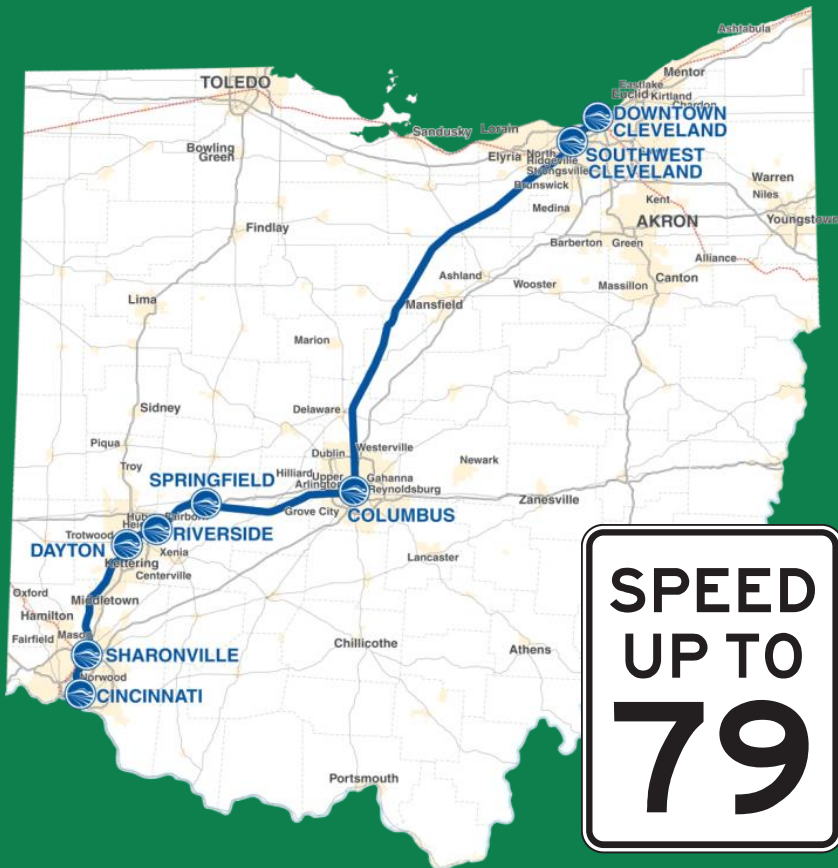 Ashtabula
Mentor
Eastlake
Euclid
Kirtland
Chardon
TOLEDO
DOWNTOWN
CLEVELAND
Sandusky
Lorain
Bowling
Green
Elyria
North
Ridgeville
Strongsville
SOUTHWEST
CLEVELAND
Brunswick
Warren
Niles
Medina
Kent
AKRON
Youngstown
Findlay
Barberton
Green
Alliance
Ashland
Wooster
Massillon
Canton
Lima
Mansfield
Marion
Sidney
Delaware
Piqua
Dublin
Westerville
Troy
Newark
SPRINGFIELD
Hilliard
Upper
Arlington
Gahanna
Reynoldsburg
Zanesville
Grove City
COLUMBUS
Trotwood
RIVERSIDE
DAYTON
Xenia
Kettering
Centerville
Lancaster
Oxford
Middletown
Hamilton
Fairfield
Mason
SHARONVILLE
Chillicothe
Athens
Norwood
CINCINNATI
Portsmouth
SPEED
UP TO
79